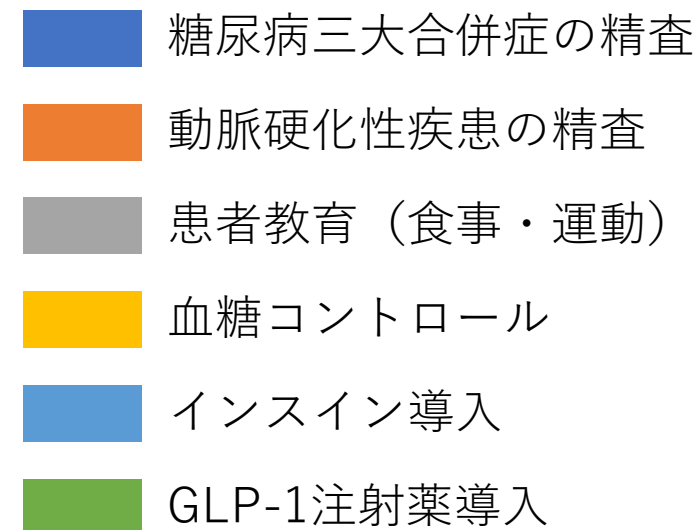 糖尿病三大合併症の精査
動脈硬化性疾患の精査
患者教育（食事・運動）
血糖コントロール
インスイン導入
GLP-1注射薬導入